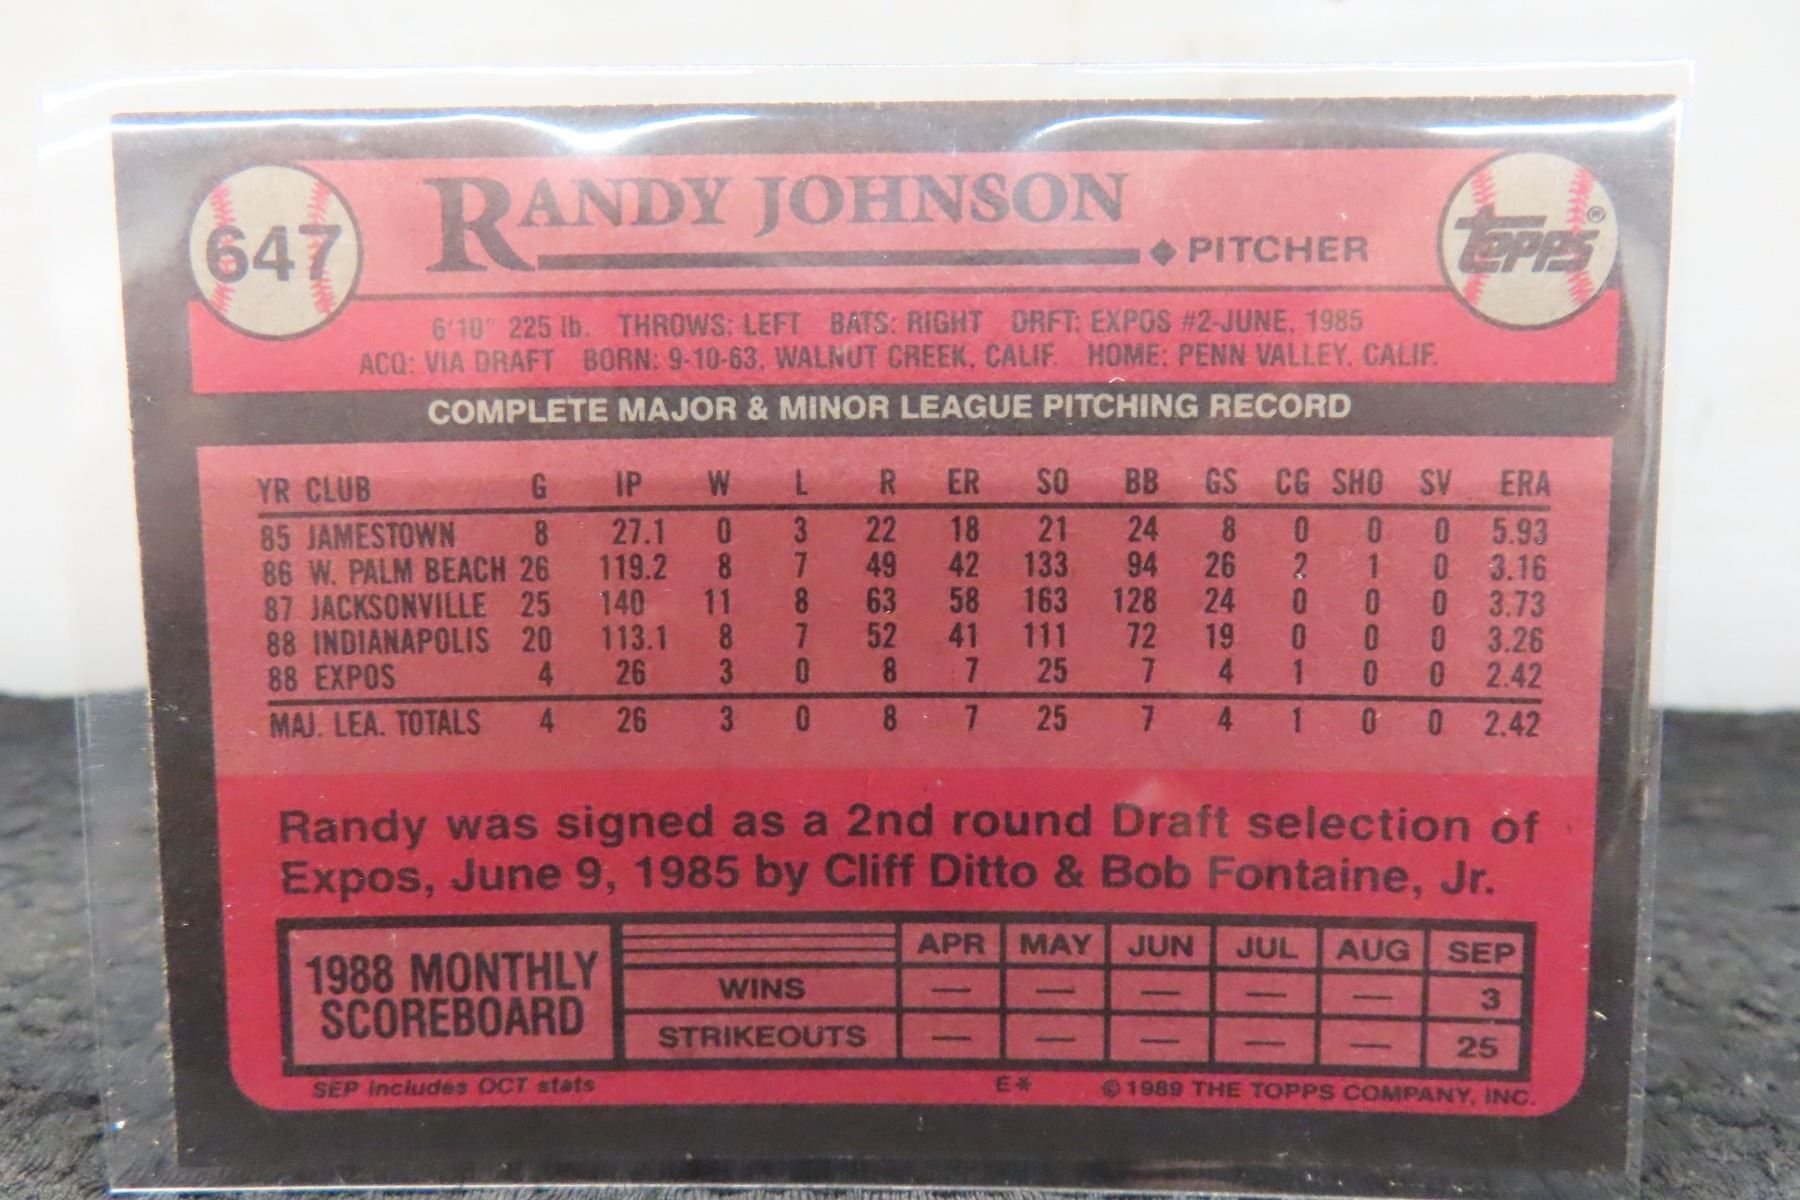 647
RANDY JOHNSON
◆ PITCHER
topps®
6'10" 225 lb. THROWS: LEFT BATS: RIGHT DRFT: EXPOS #2-JUNE, 1985
ACQ: VIA DRAFT BORN: 9-10-63, WALNUT CREEK, CALIF. HOME: PENN VALLEY, CALIF.
COMPLETE MAJOR & MINOR LEAGUE PITCHING RECORD
YR CLUB G IP W L R ER SO BB GS CG SHO SV ERA
85 JAMESTOWN 8 27.1 0 3 22 18 21 24 8 0 0 0 5.93
86 W. PALM BEACH 26 119.2 8 7 49 42 133 94 26 2 1 0 3.16
87 JACKSONVILLE 25 140 11 8 63 58 163 128 24 0 0 0 3.73
88 INDIANAPOLIS 20 113.1 8 7 52 41 111 72 19 0 0 0 3.26
88 EXPOS 4 26 3 0 8 7 25 7 4 1 0 0 2.42
MAJ. LEA. TOTALS 4 26 3 0 8 7 25 7 4 1 0 0 2.42
Randy was signed as a 2nd round Draft selection of
Expos, June 9, 1985 by Cliff Ditto & Bob Fontaine, Jr.
1988 MONTHLY
SCOREBOARD
APR MAY JUN JUL AUG SEP
WINS — — — — — 3
STRIKEOUTS — — — — — 25
SEP includes OCT stats E* © 1989 THE TOPPS COMPANY, INC.